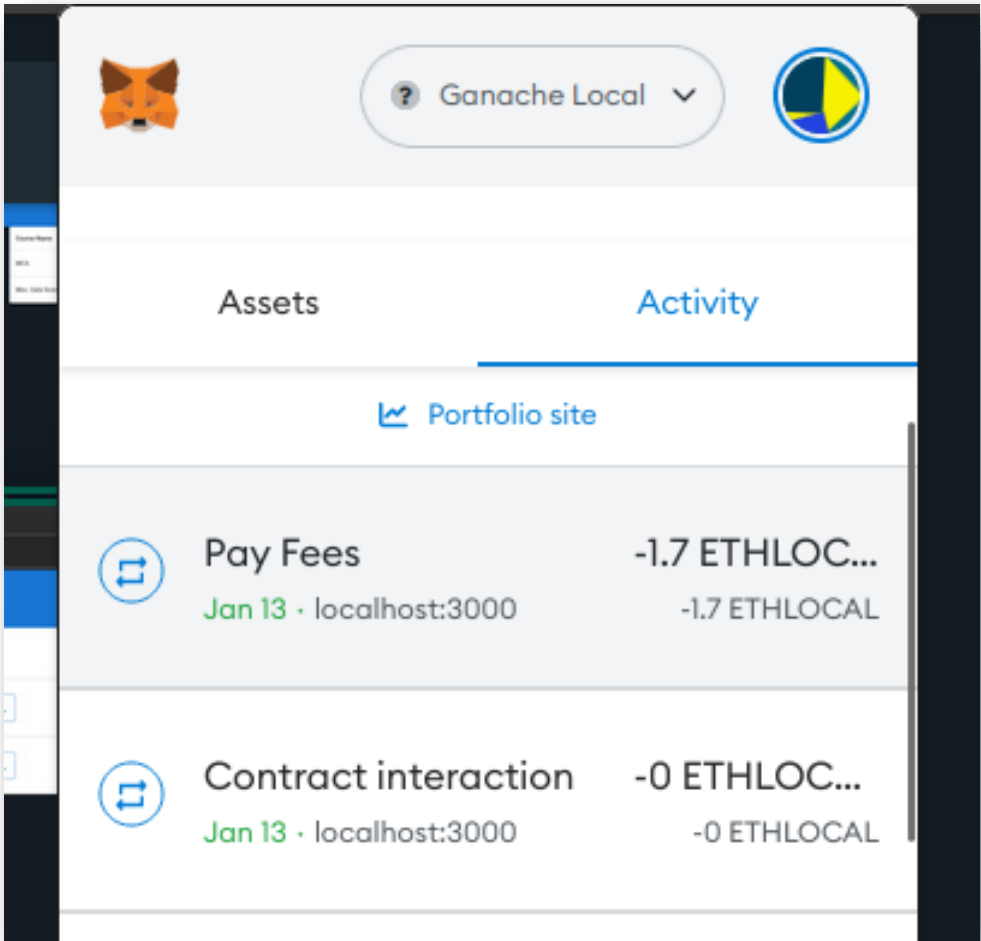 ? Ganache Local
Assets Activity
Portfolio site
Pay Fees -1.7 ETHLOC...
Jan 13 · localhost:3000 -1.7 ETHLOCAL
Contract interaction -0 ETHLOC...
Jan 13 · localhost:3000 -0 ETHLOCAL